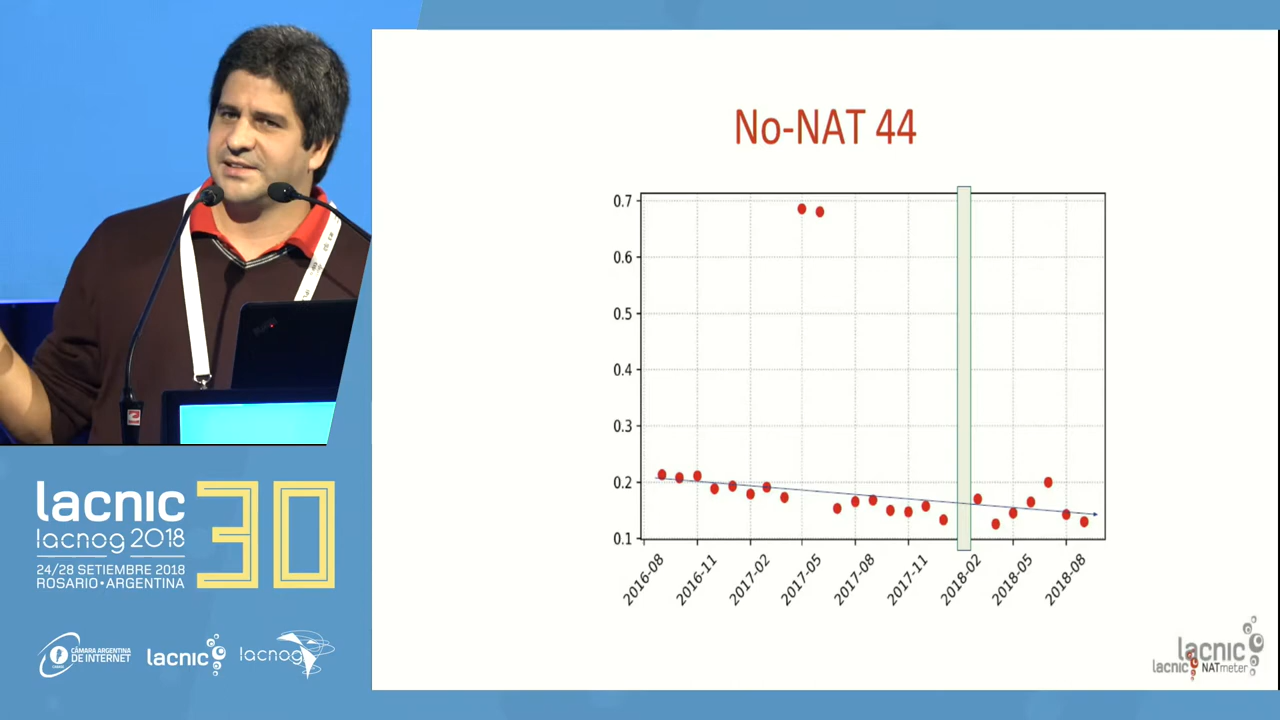 No-NAT 44
0.7
0.6
0.5
0.4
0.3
0.2
0.1
2016-08
2016-11
2017-02
2017-05
2017-08
2017-11
2018-02
2018-05
2018-08
lacnic
lacnic NATmeter
lacnic 30
lacnog 2018
24/28 SETIEMBRE 2018
ROSARIO•ARGENTINA
CÁMARA ARGENTINA
DE INTERNET
lacnic
lacnog